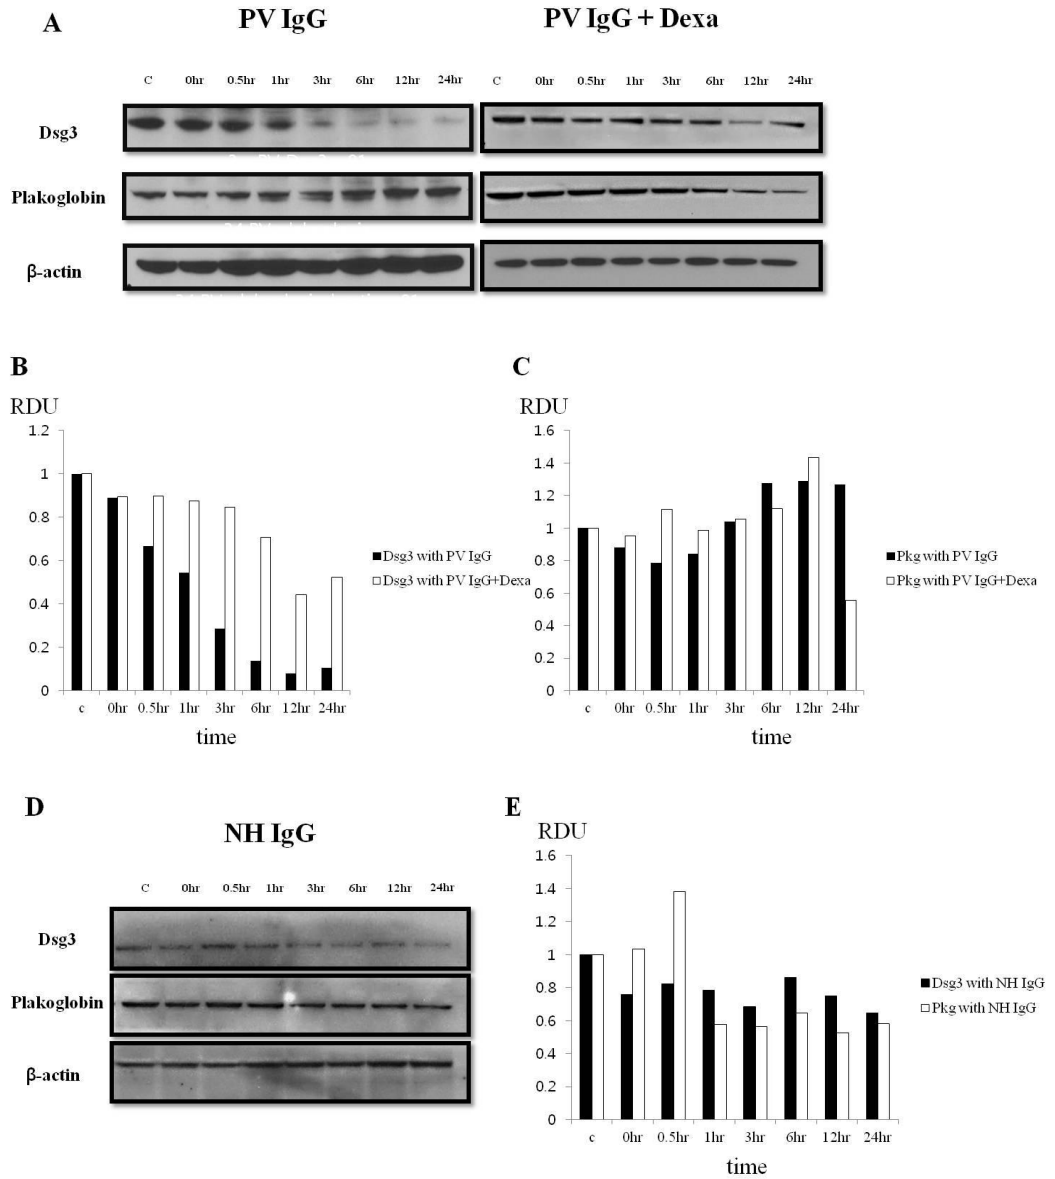 A
PV IgG
PV IgG + Dexa
C 0hr 0.5hr 1hr 3hr 6hr 12hr 24hr
C 0hr 0.5hr 1hr 3hr 6hr 12hr 24hr
Dsg3
Plakoglobin
β-actin
B
RDU
1.2
1
0.8
0.6
0.4
0.2
0
c 0hr 0.5hr 1hr 3hr 6hr 12hr 24hr
time
Dsg3 with PV IgG
Dsg3 with PV IgG+Dexa
C
RDU
1.6
1.4
1.2
1
0.8
0.6
0.4
0.2
0
c 0hr 0.5hr 1hr 3hr 6hr 12hr 24hr
time
Pkg with PV IgG
Pkg with PV IgG+Dexa
D
NH IgG
C 0hr 0.5hr 1hr 3hr 6hr 12hr 24hr
Dsg3
Plakoglobin
β-actin
E
RDU
1.6
1.4
1.2
1
0.8
0.6
0.4
0.2
0
c 0hr 0.5hr 1hr 3hr 6hr 12hr 24hr
time
Dsg3 with NH IgG
Pkg with NH IgG